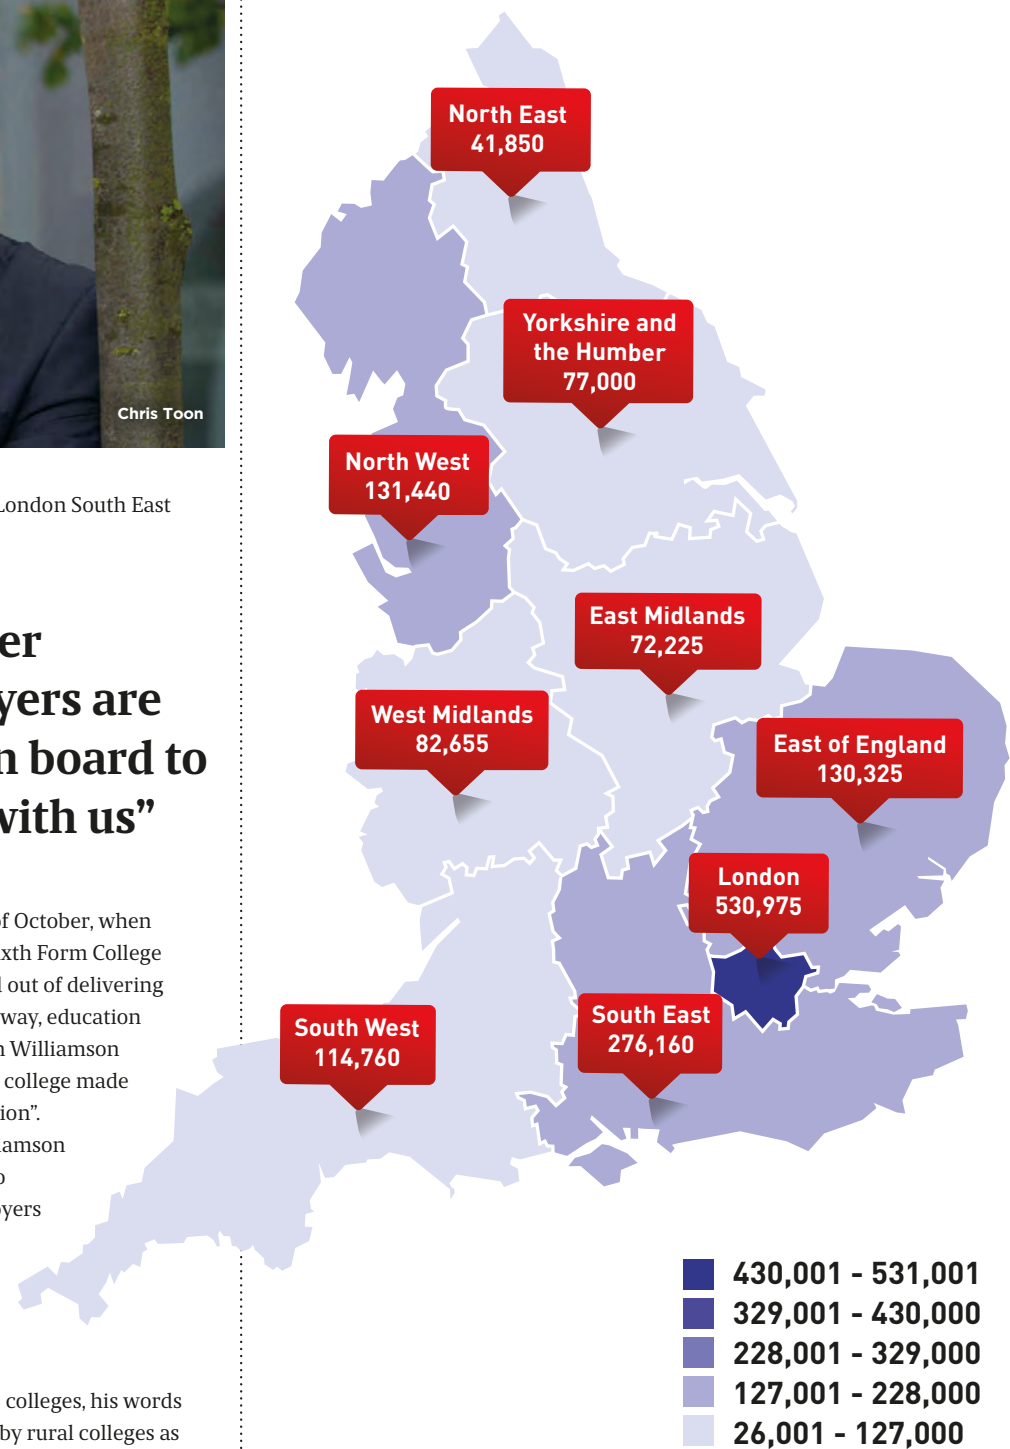 Chris Toon
London South East
er
yers are
n board to
with us”
of October, when
xth Form College
out of delivering
way, education
n Williamson
college made
tion”.
iamson
o
yers
colleges, his words
by rural colleges as
North East
41,850
Yorkshire and
the Humber
77,000
North West
131,440
East Midlands
72,225
West Midlands
82,655
East of England
130,325
London
530,975
South West
114,760
South East
276,160
430,001 - 531,001
329,001 - 430,000
228,001 - 329,000
127,001 - 228,000
26,001 - 127,000